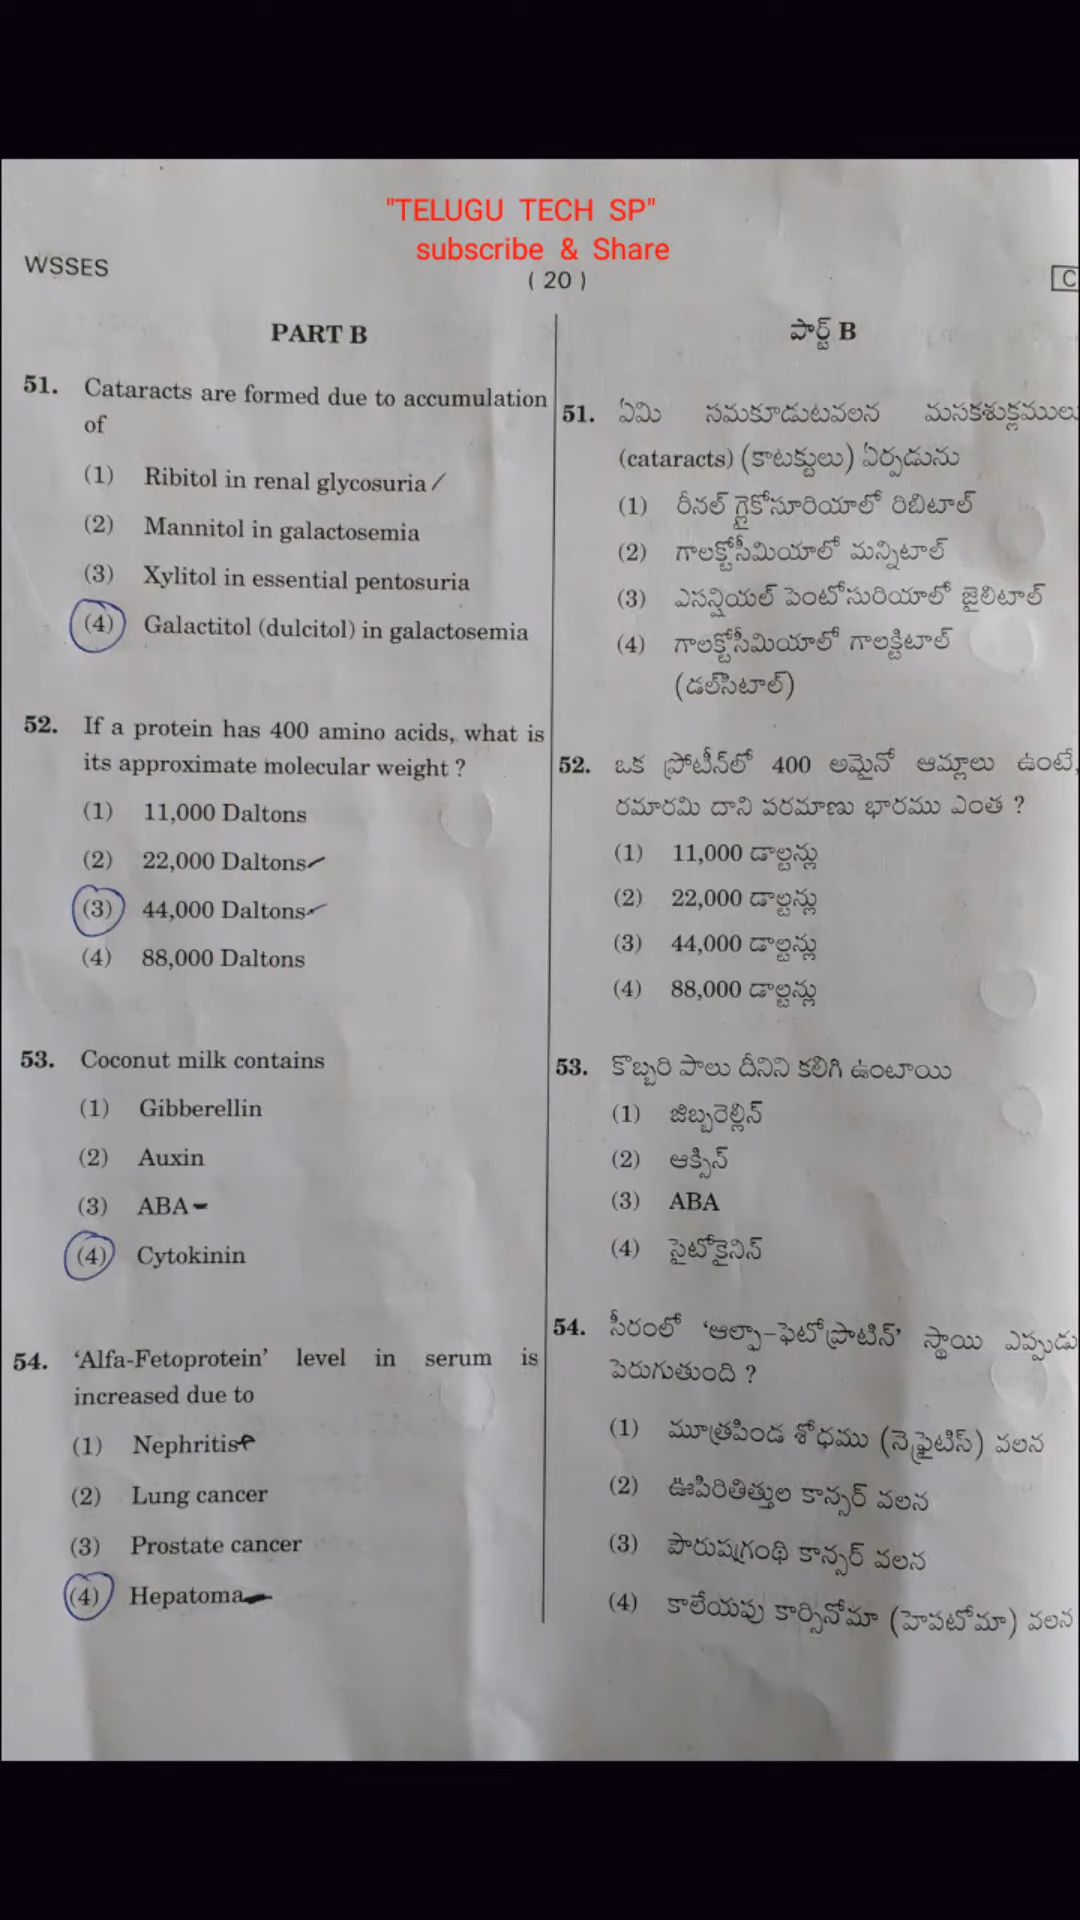 "TELUGU TECH SP"
subscribe & Share
WSSES
( 20 )
C
PART B
51. Cataracts are formed due to accumulation
of
(1) Ribitol in renal glycosuria
(2) Mannitol in galactosemia
(3) Xylitol in essential pentosuria
(4) Galactitol (dulcitol) in galactosemia
52. If a protein has 400 amino acids, what is
its approximate molecular weight ?
(1) 11,000 Daltons
(2) 22,000 Daltons
(3) 44,000 Daltons
(4) 88,000 Daltons
53. Coconut milk contains
(1) Gibberellin
(2) Auxin
(3) ABA
(4) Cytokinin
54. ‘Alfa-Fetoprotein’ level in serum is
increased due to
(1) Nephritis
(2) Lung cancer
(3) Prostate cancer
(4) Hepatoma
పార్ట్ B
51. ఏమి సమకూడుటవలన మసకశుక్లములు
(cataracts) (కాటక్టులు) ఏర్పడును
(1) రీనల్ గ్లైకోసూరియాలో రిబిటాల్
(2) గాలక్టోసీమియాలో మన్నిటాల్
(3) ఎసన్షియల్ పెంటోసురియాలో జైలిటాల్
(4) గాలక్టోసీమియాలో గాలక్టిటాల్
(డల్‌సిటాల్)
52. ఒక ప్రోటీన్‌లో 400 అమైనో ఆమ్లాలు ఉంటే,
రమారమి దాని పరమాణు భారము ఎంత ?
(1) 11,000 డాల్టన్లు
(2) 22,000 డాల్టన్లు
(3) 44,000 డాల్టన్లు
(4) 88,000 డాల్టన్లు
53. కొబ్బరి పాలు దీనిని కలిగి ఉంటాయి
(1) జిబ్బరెల్లిన్
(2) ఆక్సిన్
(3) ABA
(4) సైటోకైనిన్
54. సీరంలో ‘ఆల్ఫా-ఫెటోప్రొటిన్’ స్థాయి ఎప్పుడు
పెరుగుతుంది ?
(1) మూత్రపిండ శోధము (నెఫ్రైటిస్) వలన
(2) ఊపిరితిత్తుల కాన్సర్ వలన
(3) పౌరుషగ్రంథి కాన్సర్ వలన
(4) కాలేయపు కార్సినోమా (హెపటోమా) వలన